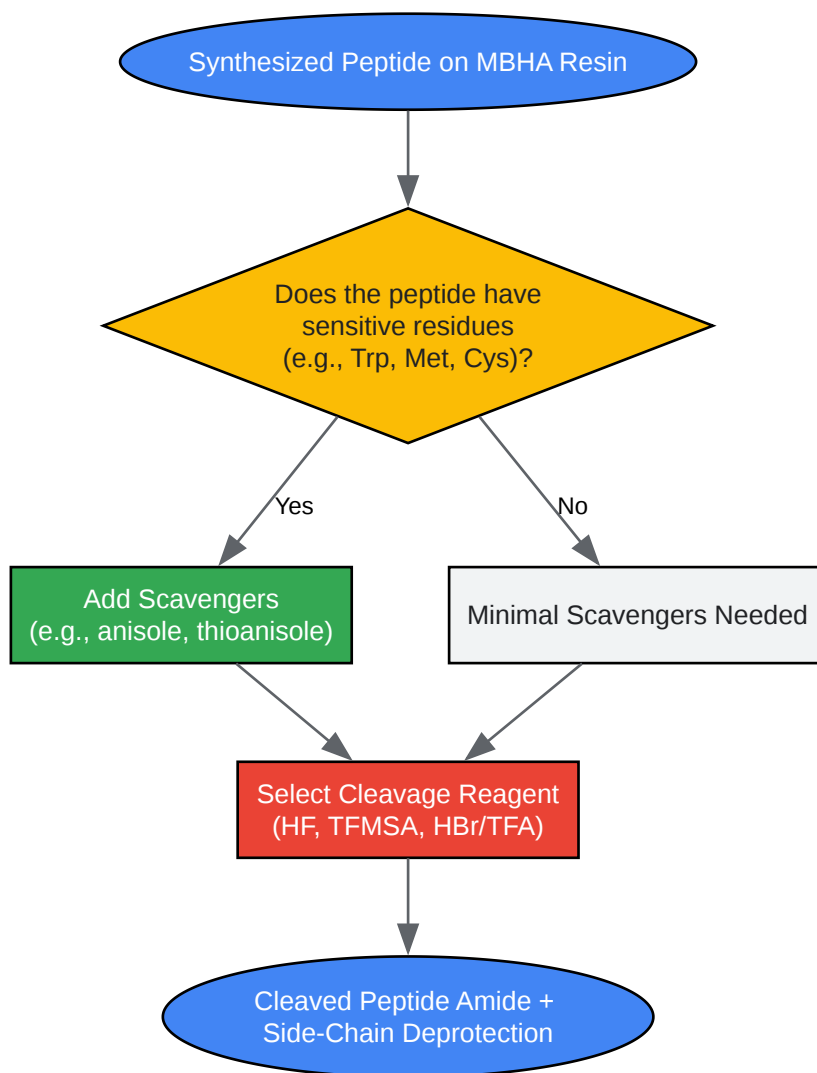 Synthesized Peptide on MBHA Resin
Does the peptide have
sensitive residues
(e.g., Trp, Met, Cys)?
Yes
No
Add Scavengers
(e.g., anisole, thioanisole)
Minimal Scavengers Needed
Select Cleavage Reagent
(HF, TFMSA, HBr/TFA)
Cleaved Peptide Amide +
Side-Chain Deprotection